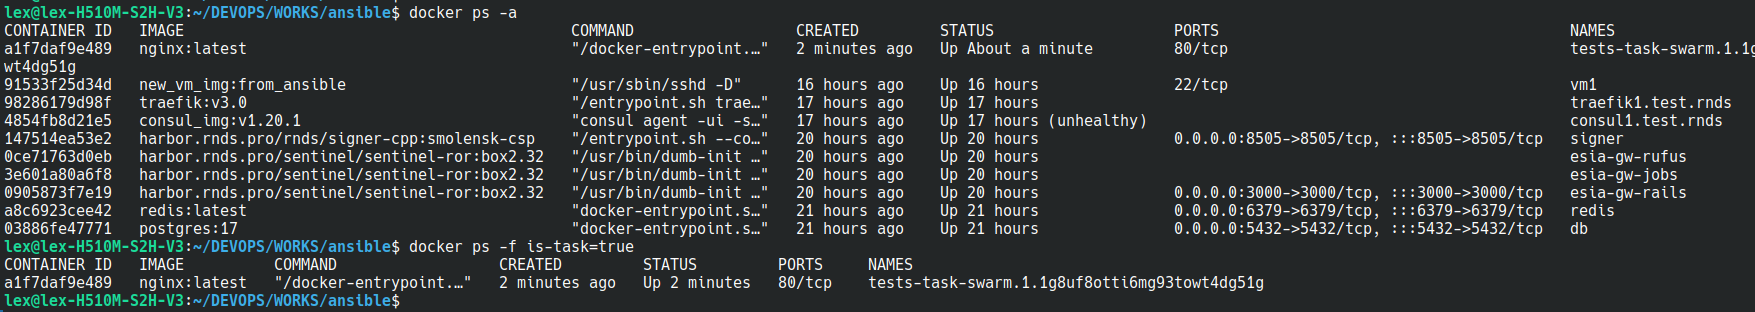 lex@lex-H510M-S2H-V3:~/DEVOPS/WORKS/ansible$ docker ps -a
CONTAINER ID   IMAGE                                           COMMAND                  CREATED         STATUS                   PORTS                                       NAMES
a1f7daf9e489   nginx:latest                                    "/docker-entrypoint.…"   2 minutes ago   Up About a minute        80/tcp                                      tests-task-swarm.1.1g
wt4dg51g
91533f25d34d   new_vm_img:from_ansible                         "/usr/sbin/sshd -D"      16 hours ago    Up 16 hours              22/tcp                                      vm1
98286179d98f   traefik:v3.0                                    "/entrypoint.sh trae…"   17 hours ago    Up 17 hours                                                          traefik1.test.rnds
4854fb8d21e5   consul_img:v1.20.1                              "consul agent -ui -s…"   17 hours ago    Up 17 hours (unhealthy)                                              consul1.test.rnds
147514ea53e2   harbor.rnds.pro/rnds/signer-cpp:smolensk-csp    "/entrypoint.sh --co…"   20 hours ago    Up 20 hours              0.0.0.0:8505->8505/tcp, :::8505->8505/tcp   signer
0ce71763d0eb   harbor.rnds.pro/sentinel/sentinel-ror:box2.32   "/usr/bin/dumb-init …"   20 hours ago    Up 20 hours                                                          esia-gw-rufus
3e601a80a6f8   harbor.rnds.pro/sentinel/sentinel-ror:box2.32   "/usr/bin/dumb-init …"   20 hours ago    Up 20 hours                                                          esia-gw-jobs
0905873f7e19   harbor.rnds.pro/sentinel/sentinel-ror:box2.32   "/usr/bin/dumb-init …"   20 hours ago    Up 20 hours              0.0.0.0:3000->3000/tcp, :::3000->3000/tcp   esia-gw-rails
a8c6923cee42   redis:latest                                    "docker-entrypoint.s…"   21 hours ago    Up 21 hours              0.0.0.0:6379->6379/tcp, :::6379->6379/tcp   redis
03886fe47771   postgres:17                                     "docker-entrypoint.s…"   21 hours ago    Up 21 hours              0.0.0.0:5432->5432/tcp, :::5432->5432/tcp   db
lex@lex-H510M-S2H-V3:~/DEVOPS/WORKS/ansible$ docker ps -f is-task=true
CONTAINER ID   IMAGE          COMMAND                  CREATED         STATUS         PORTS     NAMES
a1f7daf9e489   nginx:latest   "/docker-entrypoint.…"   2 minutes ago   Up 2 minutes   80/tcp    tests-task-swarm.1.1g8uf8otti6mg93towt4dg51g
lex@lex-H510M-S2H-V3:~/DEVOPS/WORKS/ansible$